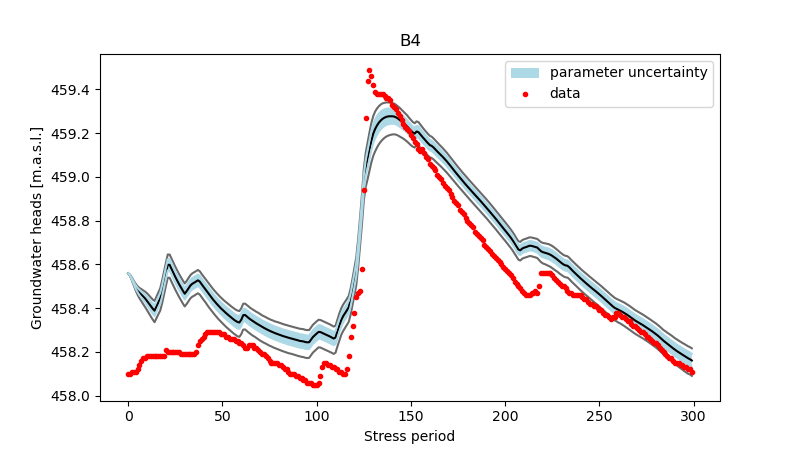 B4
parameter uncertainty
data
Groundwater heads [m.a.s.l.]
459.4
459.2
459.0
458.8
458.6
458.4
458.2
458.0
0 50 100 150 200 250 300
Stress period